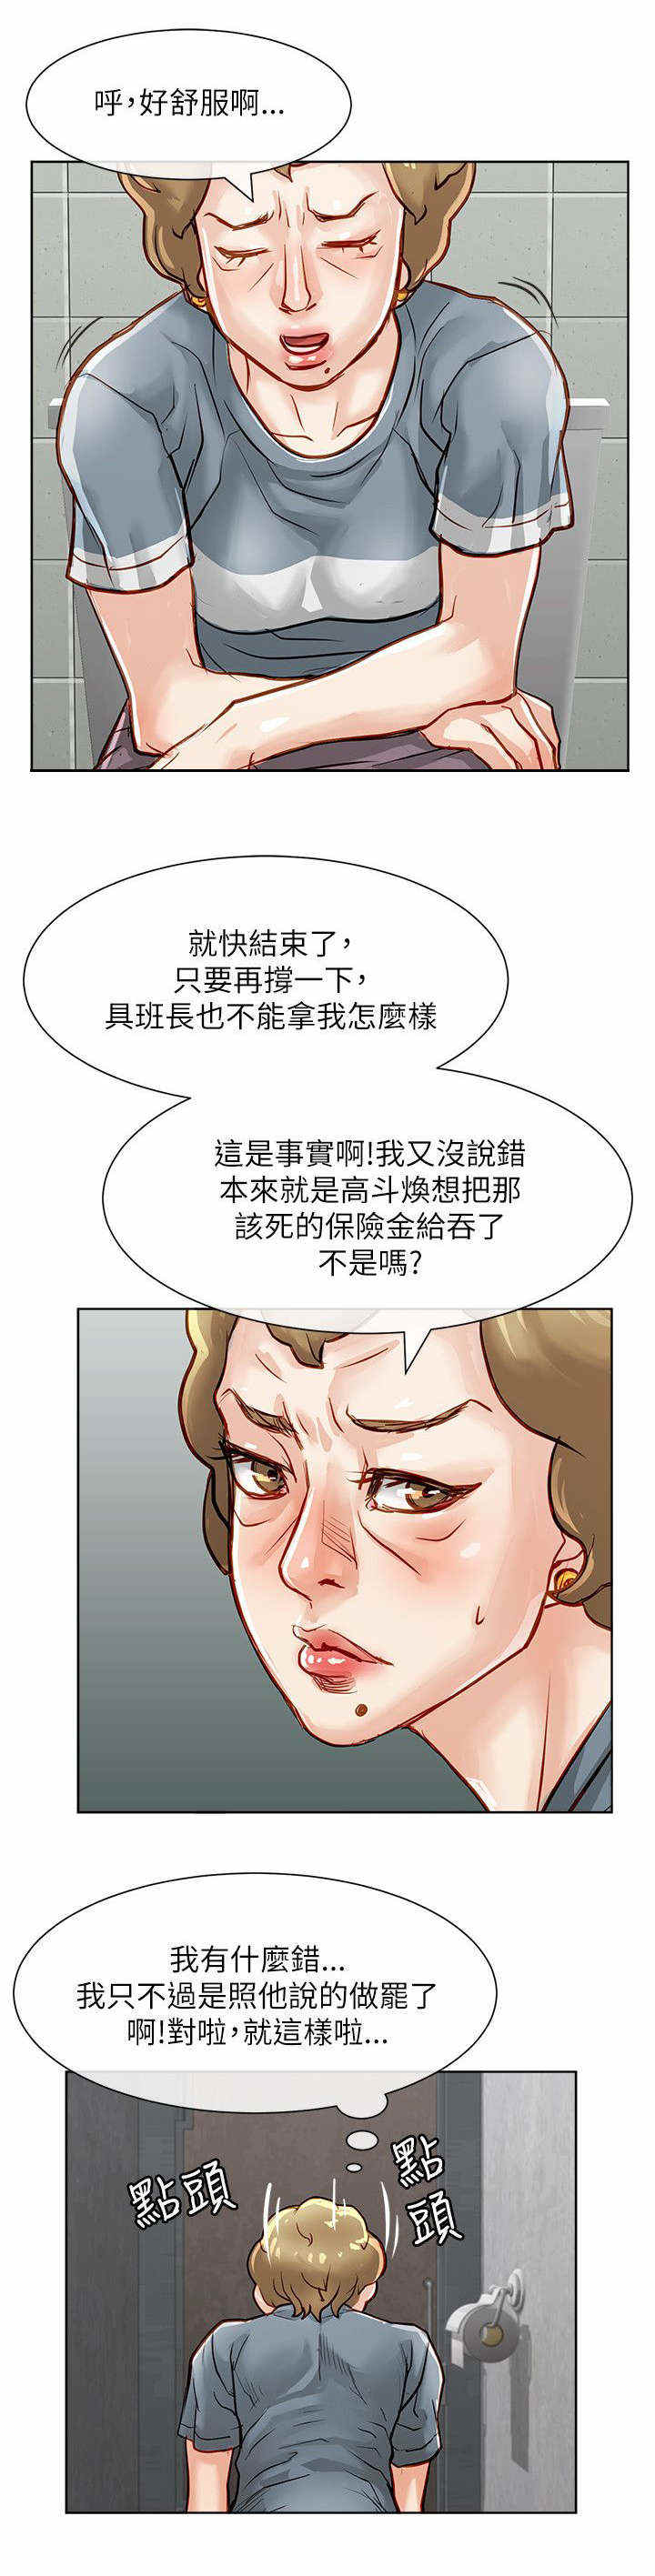 呼，好舒服啊...
就快結束了，
只要再撐一下，
具班長也不能拿我怎麼樣
這是事實啊！我又沒說錯
本來就是高斗煥想把那
該死的保險金給吞了
不是嗎？
我有什麼錯...
我只不過是照他說的做罷了
啊！對啦，就這樣啦...
點頭
點頭